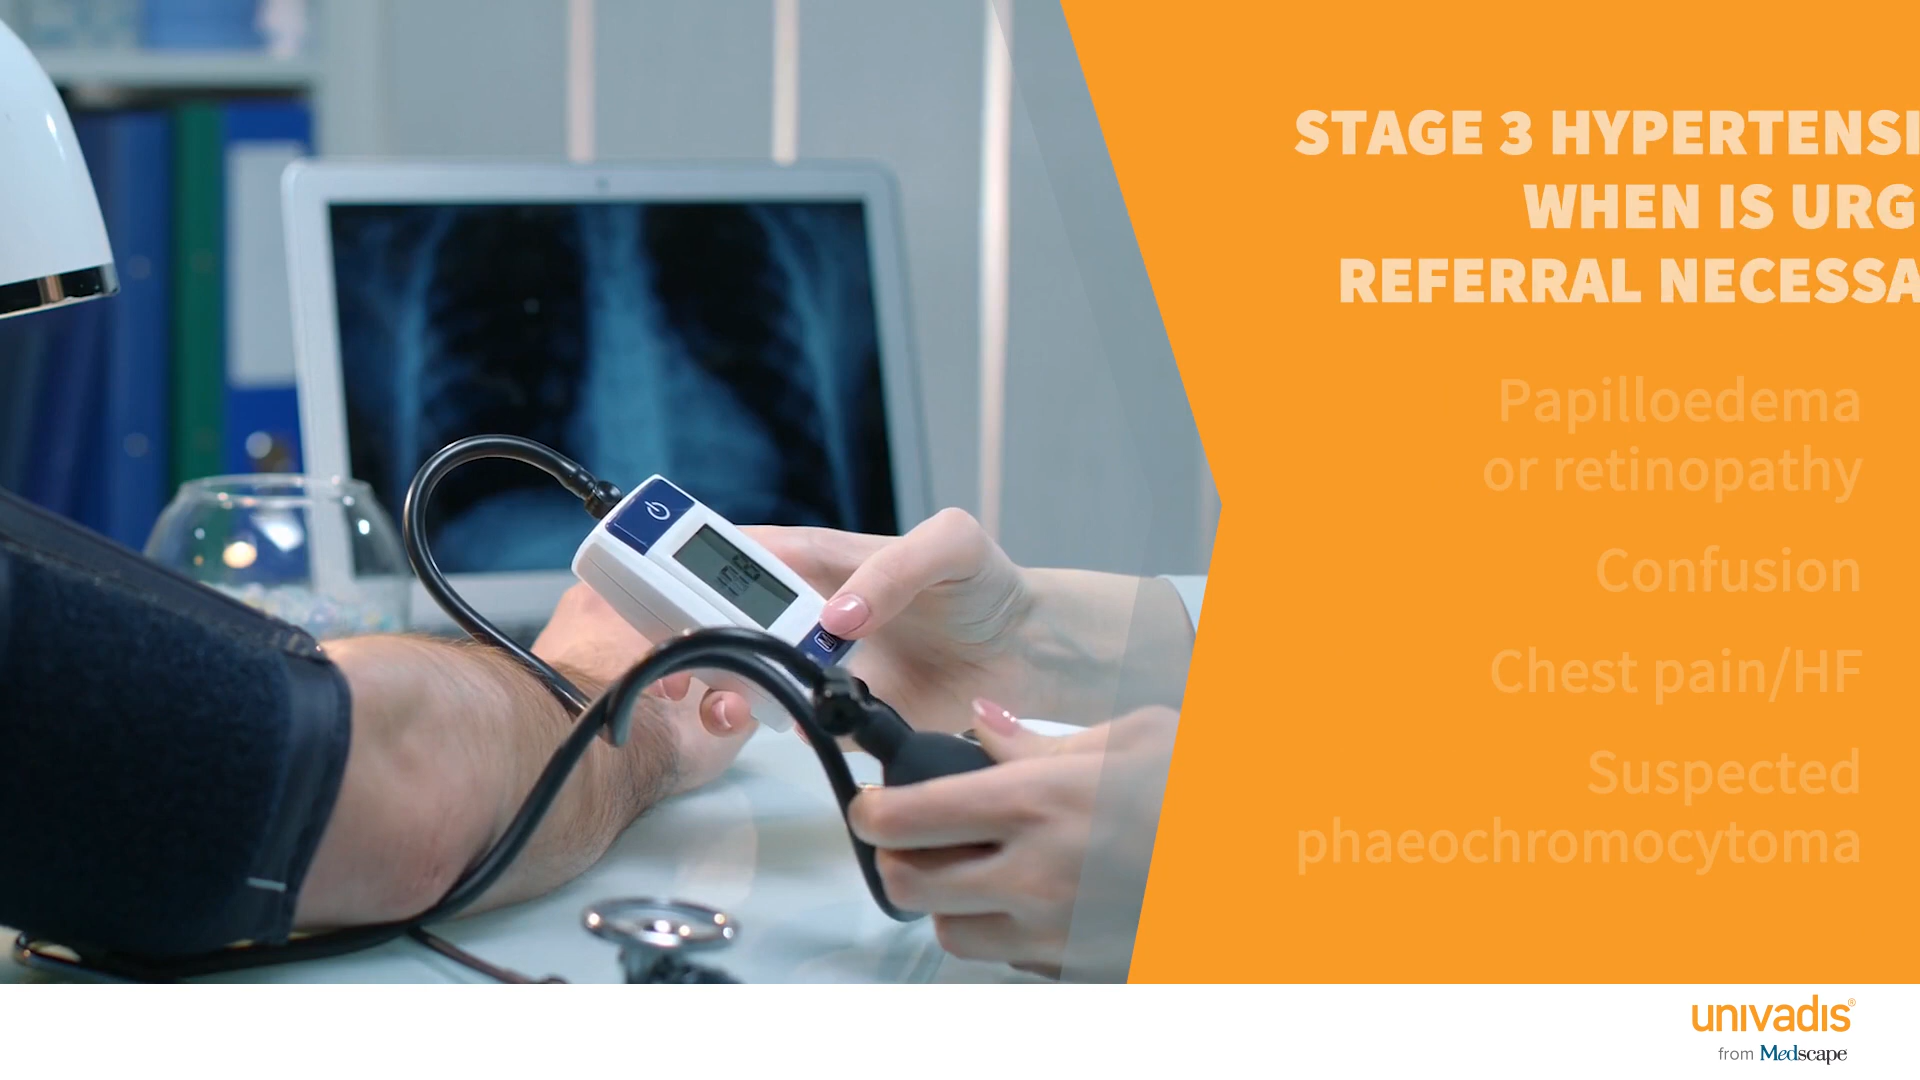 STAGE 3 HYPERTENSI
WHEN IS URG
REFERRAL NECESSA
Papilloedema
or retinopathy
Confusion
Chest pain/HF
Suspected
phaeochromocytoma
univadis®
from Medscape